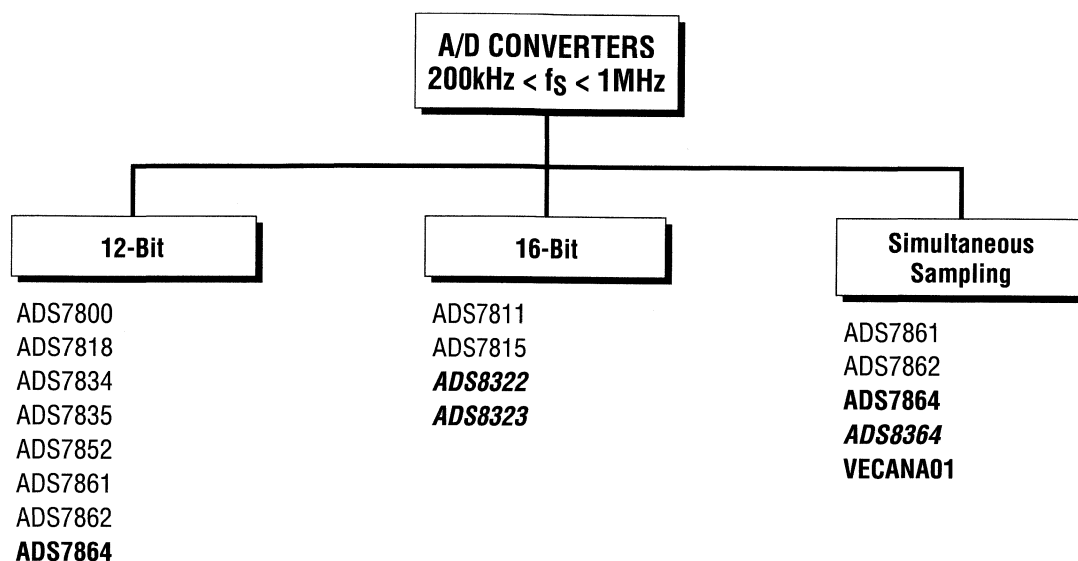 A/D CONVERTERS
200kHz < fS < 1MHz
12-Bit
ADS7800
ADS7818
ADS7834
ADS7835
ADS7852
ADS7861
ADS7862
ADS7864
16-Bit
ADS7811
ADS7815
ADS8322
ADS8323
Simultaneous
Sampling
ADS7861
ADS7862
ADS7864
ADS8364
VECANA01